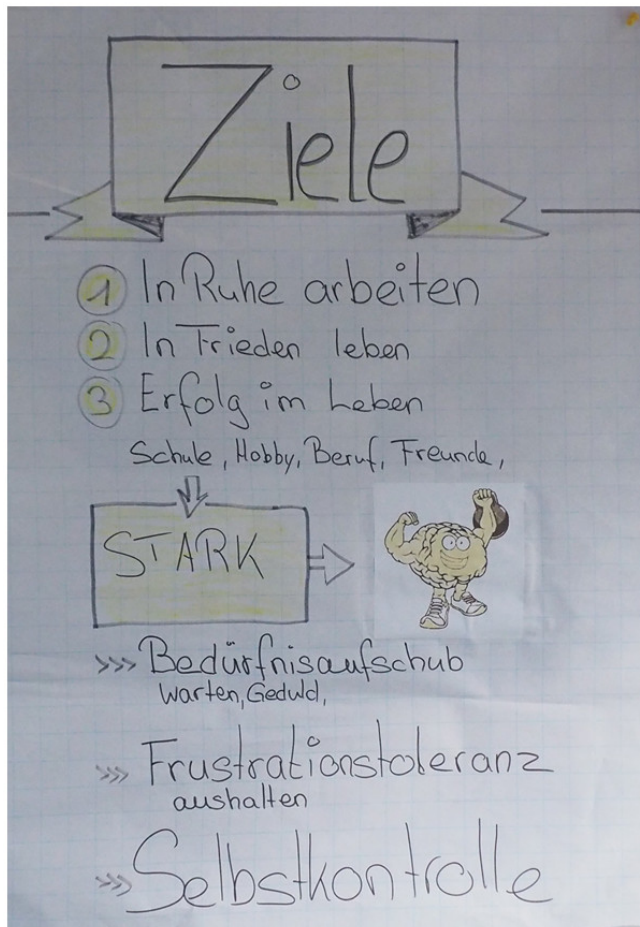 Ziele
1 In Ruhe arbeiten
2 In Frieden leben
3 Erfolg im Leben
Schule, Hobby, Beruf, Freunde,
STARK
>>> Bedürfnisaufschub
Warten, Geduld,
>>> Frustrationstoleranz
aushalten
>>> Selbstkontrolle